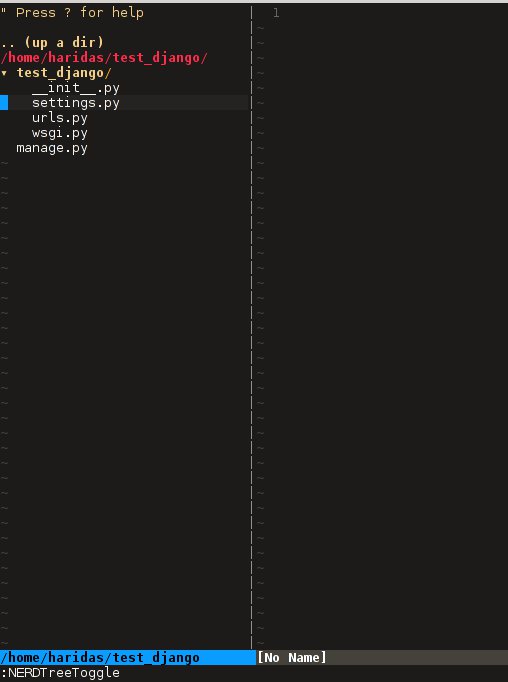 " Press ? for help
.. (up a dir)
/home/haridas/test_django/
▾ test_django/
__init__.py
settings.py
urls.py
wsgi.py
manage.py
/home/haridas/test_django
:NERDTreeToggle
1
[No Name]